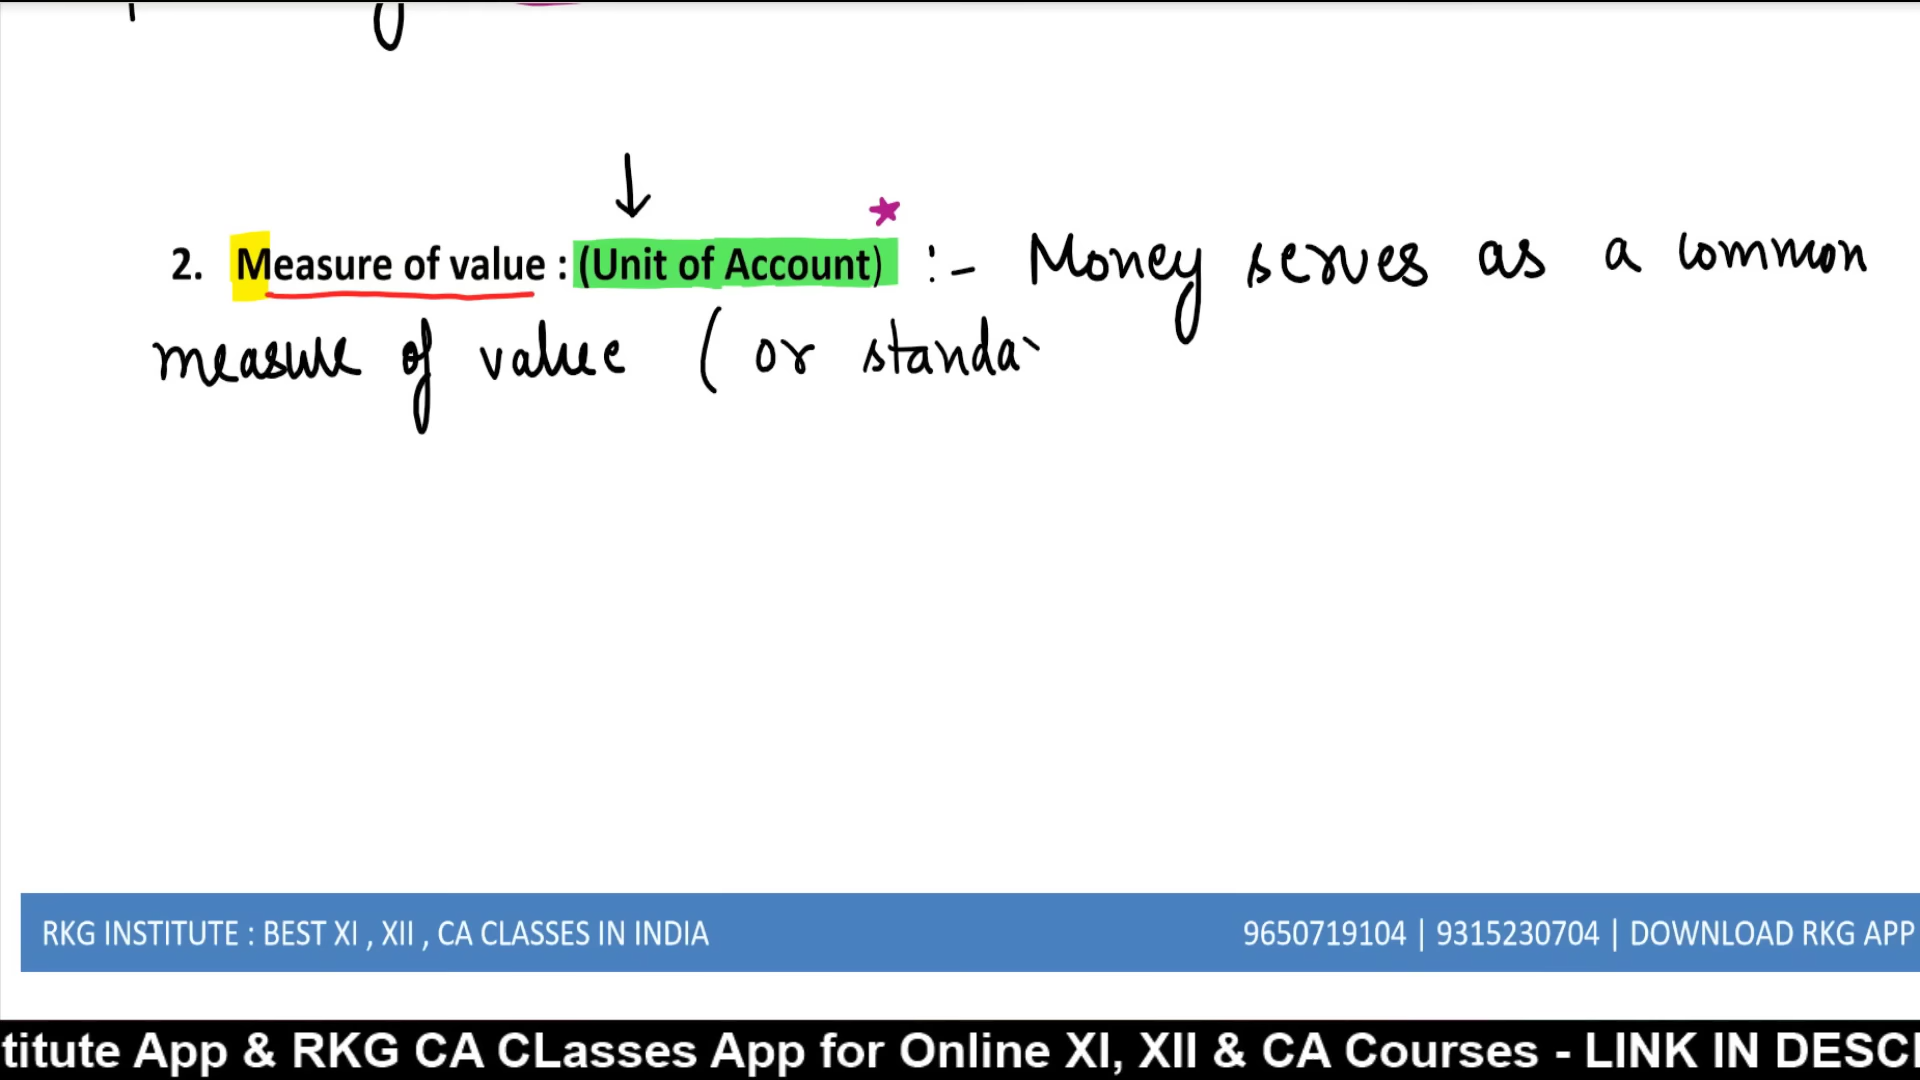 2. Measure of value : (Unit of Account) :- Money serves as a common
measure of value ( or standa
RKG INSTITUTE : BEST XI , XII , CA CLASSES IN INDIA 9650719104 | 9315230704 | DOWNLOAD RKG APP
titute App & RKG CA CLasses App for Online XI, XII & CA Courses - LINK IN DESC